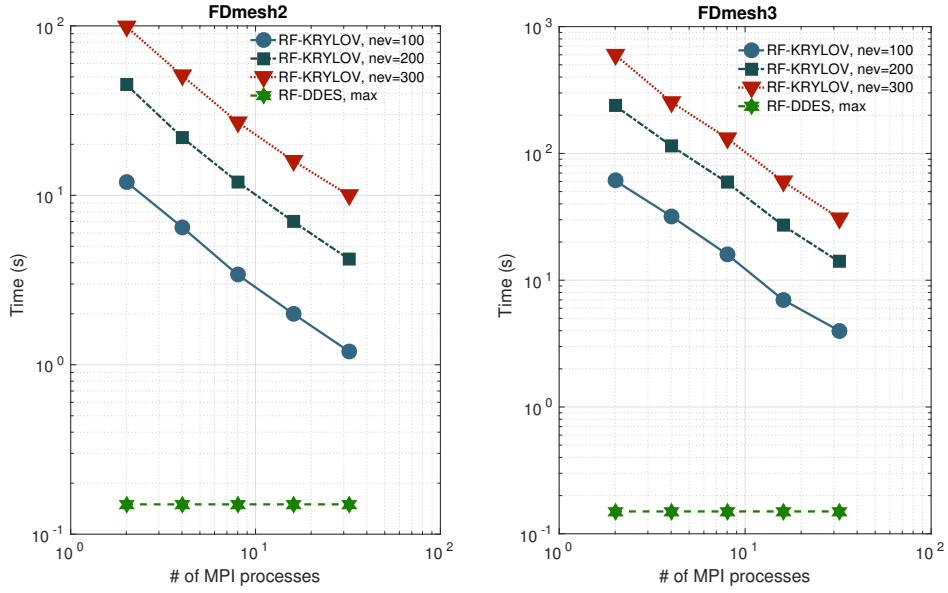 FDmesh2
RF-KRYLOV, nev=100
RF-KRYLOV, nev=200
RF-KRYLOV, nev=300
RF-DDES, max
Time (s)
10^2
10^1
10^0
10^-1
10^0
10^1
10^2
# of MPI processes
FDmesh3
RF-KRYLOV, nev=100
RF-KRYLOV, nev=200
RF-KRYLOV, nev=300
RF-DDES, max
Time (s)
10^3
10^2
10^1
10^0
10^-1
10^0
10^1
10^2
# of MPI processes